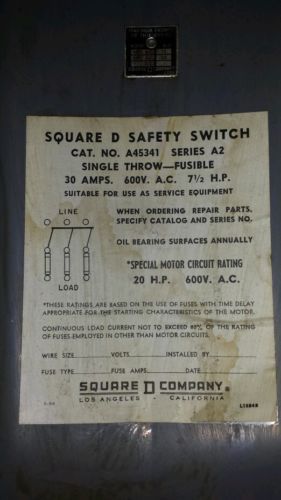 SQUARE D SAFETY SWITCH
CAT. NO. A45341 SERIES A2
SINGLE THROW—FUSIBLE
30 AMPS. 600V. A.C. 7½ H.P.
SUITABLE FOR USE AS SERVICE EQUIPMENT
LINE
LOAD
WHEN ORDERING REPAIR PARTS,
SPECIFY CATALOG AND SERIES NO.
OIL BEARING SURFACES ANNUALLY
*SPECIAL MOTOR CIRCUIT RATING
20 H.P. 600V. A.C.
*THESE RATINGS ARE BASED ON THE USE OF FUSES WITH TIME DELAY
APPROPRIATE FOR THE STARTING CHARACTERISTICS OF THE MOTOR.
CONTINUOUS LOAD CURRENT NOT TO EXCEED 80% OF THE RATING
OF FUSES EMPLOYED IN OTHER THAN MOTOR CIRCUITS.
WIRE SIZE VOLTS INSTALLED BY
FUSE TYPE FUSE AMPS. DATE
SQUARE D COMPANY
LOS ANGELES - CALIFORNIA